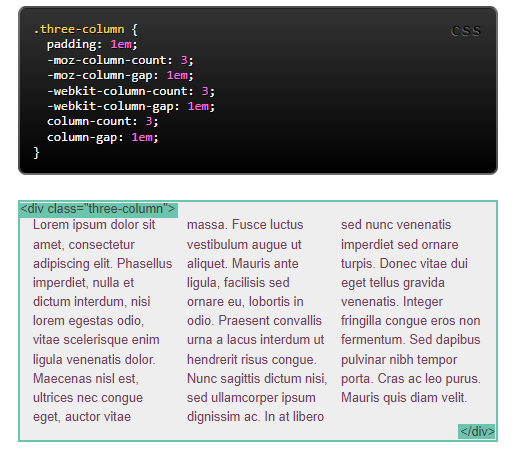 css
.three-column {
padding: 1em;
-moz-column-count: 3;
-moz-column-gap: 1em;
-webkit-column-count: 3;
-webkit-column-gap: 1em;
column-count: 3;
column-gap: 1em;
}
<div class="three-column">
Lorem ipsum dolor sit
amet, consectetur
adipiscing elit. Phasellus
imperdiet, nulla et
dictum interdum, nisi
lorem egestas odio,
vitae scelerisque enim
ligula venenatis dolor.
Maecenas nisl est,
ultrices nec congue
eget, auctor vitae
massa. Fusce luctus
vestibulum augue ut
aliquet. Mauris ante
ligula, facilisis sed
ornare eu, lobortis in
odio. Praesent convallis
urna a lacus interdum ut
hendrerit risus congue.
Nunc sagittis dictum nisi,
sed ullamcorper ipsum
dignissim ac. In at libero
sed nunc venenatis
imperdiet sed ornare
turpis. Donec vitae dui
eget tellus gravida
venenatis. Integer
fringilla congue eros non
fermentum. Sed dapibus
pulvinar nibh tempor
porta. Cras ac leo purus.
Mauris quis diam velit.
</div>